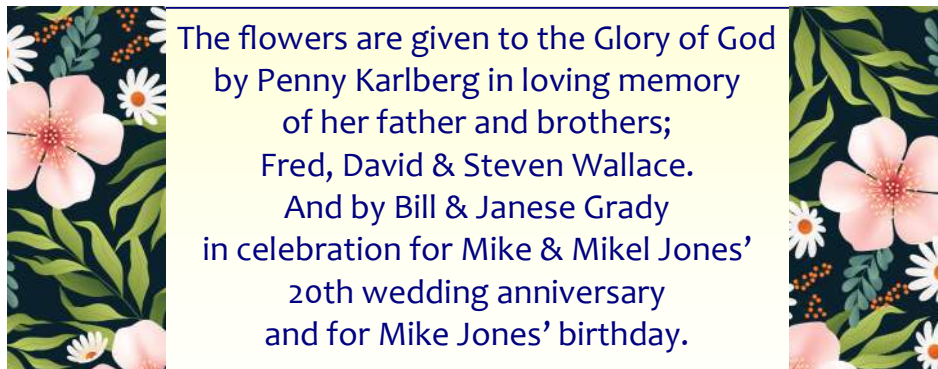 The flowers are given to the Glory of God
by Penny Karlberg in loving memory
of her father and brothers;
Fred, David & Steven Wallace.
And by Bill & Janese Grady
in celebration for Mike & Mikel Jones’
20th wedding anniversary
and for Mike Jones’ birthday.